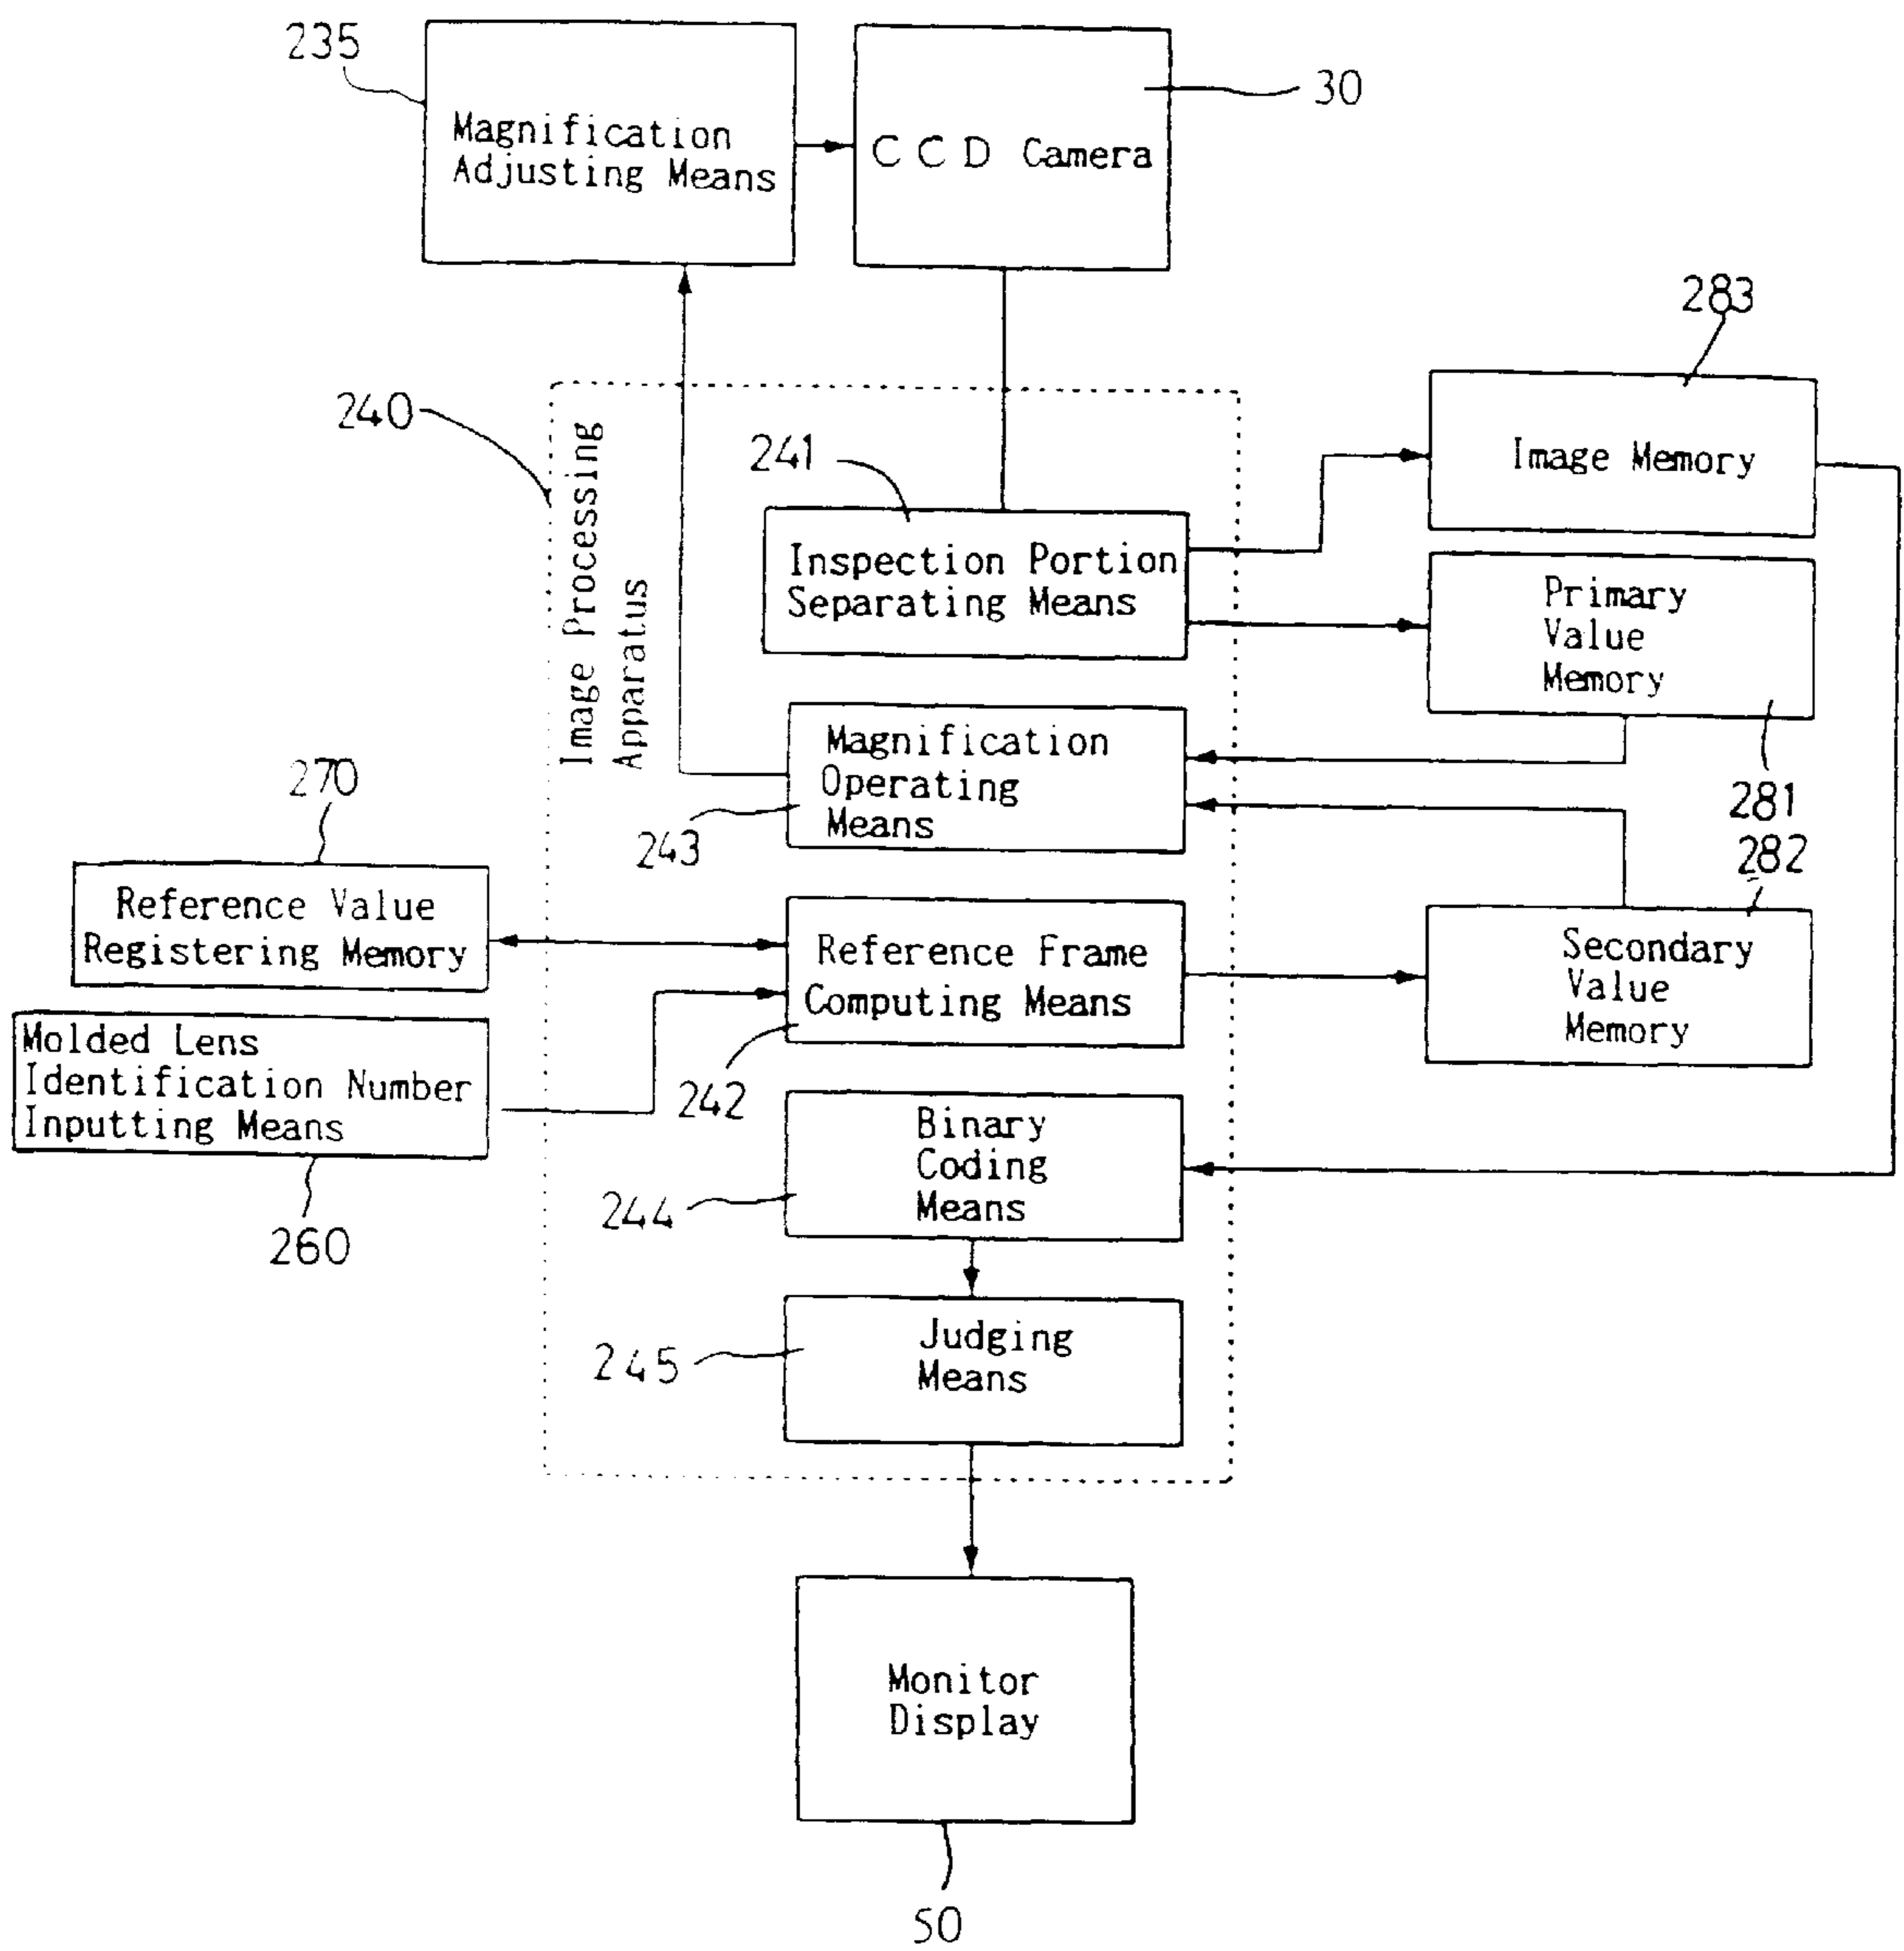 235
Magnification
Adjusting Means
CCD Camera
30
283
240
Image Processing
Apparatus
241
Image Memory
Inspection Portion
Separating Means
Primary
Value
Memory
Magnification
Operating
Means
243
281
270
282
Reference Value
Registering Memory
Reference Frame
Computing Means
Secondary
Value
Memory
Molded Lens
Identification Number
Inputting Means
242
260
Binary
Coding
Means
244
Judging
Means
245
Monitor
Display
50